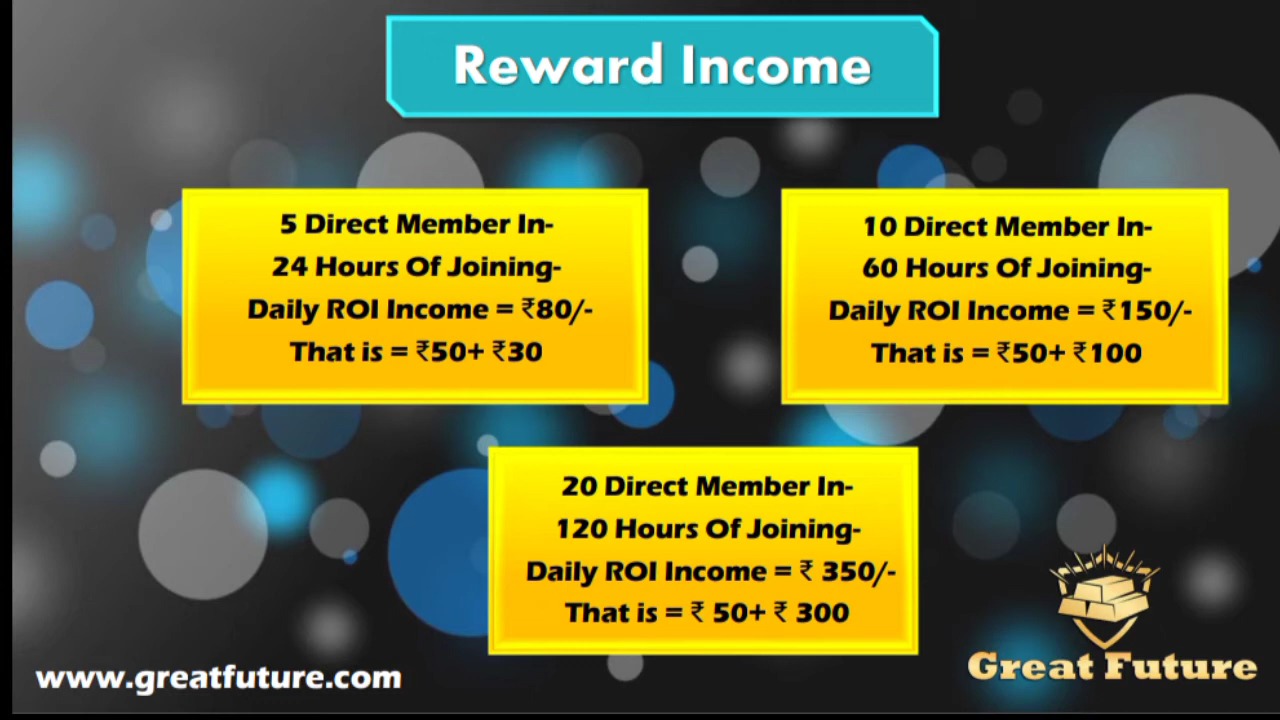 Reward Income
5 Direct Member In-
24 Hours Of Joining-
Daily ROI Income = ₹80/-
That is = ₹50+ ₹30
10 Direct Member In-
60 Hours Of Joining-
Daily ROI Income = ₹150/-
That is = ₹50+ ₹100
20 Direct Member In-
120 Hours Of Joining-
Daily ROI Income = ₹ 350/-
That is = ₹ 50+ ₹ 300
www.greatfuture.com
Great Future